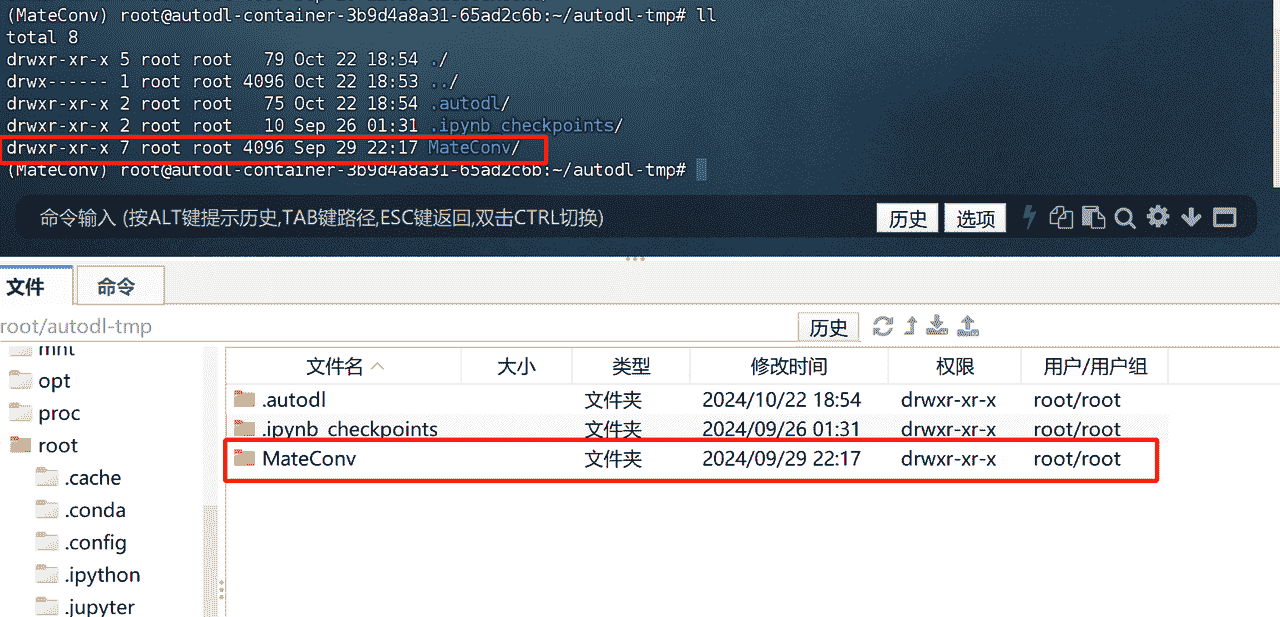 (MateConv) root@autodl-container-3b9d4a8a31-65ad2c6b:~/autodl-tmp# ll
total 8
drwxr-xr-x 5 root root   79 Oct 22 18:54 ./
drwx------ 1 root root 4096 Oct 22 18:53 ../
drwxr-xr-x 2 root root   75 Oct 22 18:54 .autodl/
drwxr-xr-x 2 root root   10 Sep 26 01:31 .ipynb_checkpoints/
drwxr-xr-x 7 root root 4096 Sep 29 22:17 MateConv/
(MateConv) root@autodl-container-3b9d4a8a31-65ad2c6b:~/autodl-tmp#
命令输入 (按ALT键提示历史,TAB键路径,ESC键返回,双击CTRL切换) 历史 选项
文件 命令
root/autodl-tmp 历史
mnt
opt
proc
root
.cache
.conda
.config
.ipython
.jupyter
文件名 大小 类型 修改时间 权限 用户/用户组
.autodl 文件夹 2024/10/22 18:54 drwxr-xr-x root/root
.ipynb_checkpoints 文件夹 2024/09/26 01:31 drwxr-xr-x root/root
MateConv 文件夹 2024/09/29 22:17 drwxr-xr-x root/root